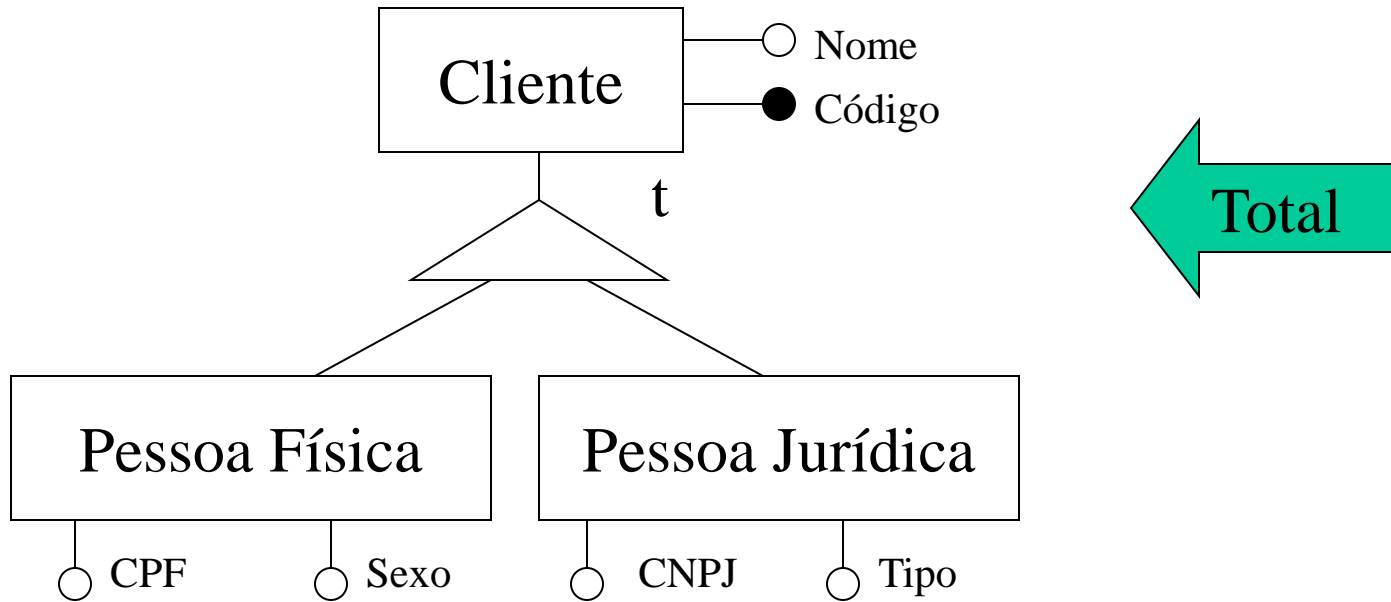 Cliente
Nome
Código
t
Total
Pessoa Física
Pessoa Jurídica
CPF
Sexo
CNPJ
Tipo